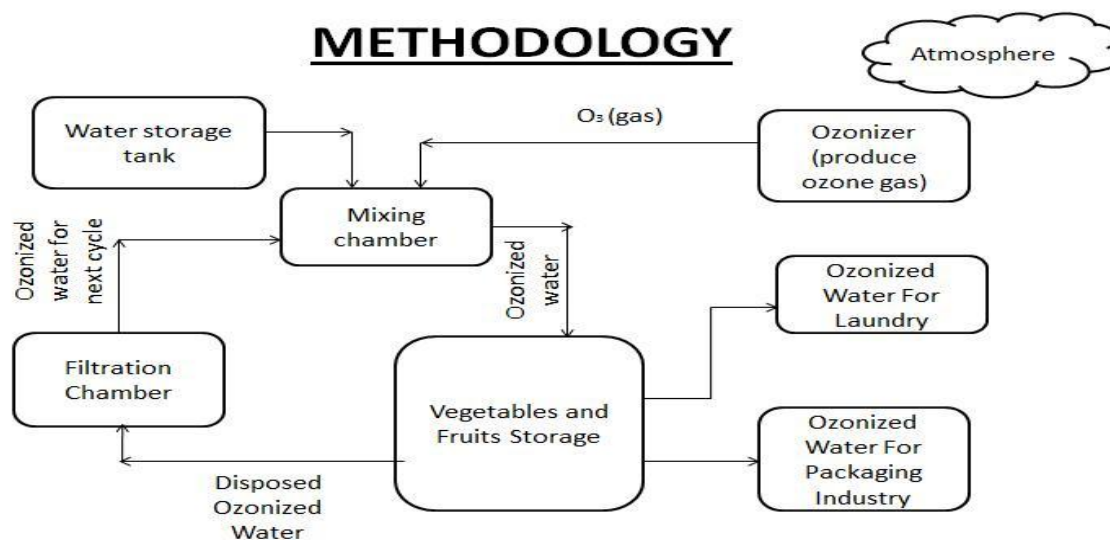 METHODOLOGY
Atmosphere
Water storage
tank
O₃ (gas)
Ozonizer
(produce
ozone gas)
Mixing
chamber
Ozonized
water for
next cycle
Ozonized
water
Ozonized
Water For
Laundry
Filtration
Chamber
Vegetables and
Fruits Storage
Ozonized
Water For
Packaging
Industry
Disposed
Ozonized
Water